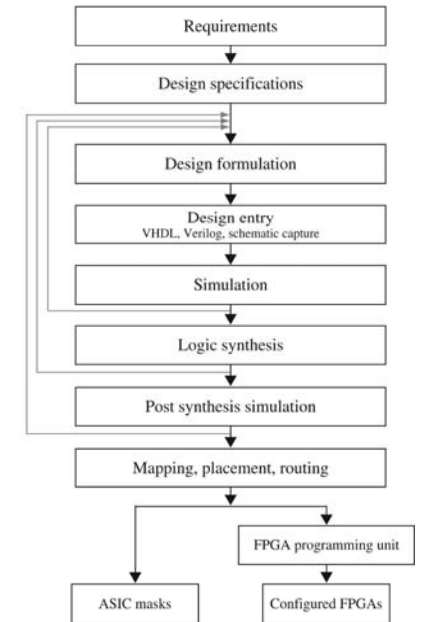 Requirements
Design specifications
Design formulation
Design entry
VHDL, Verilog, schematic capture
Simulation
Logic synthesis
Post synthesis simulation
Mapping, placement, routing
FPGA programming unit
ASIC masks
Configured FPGAs